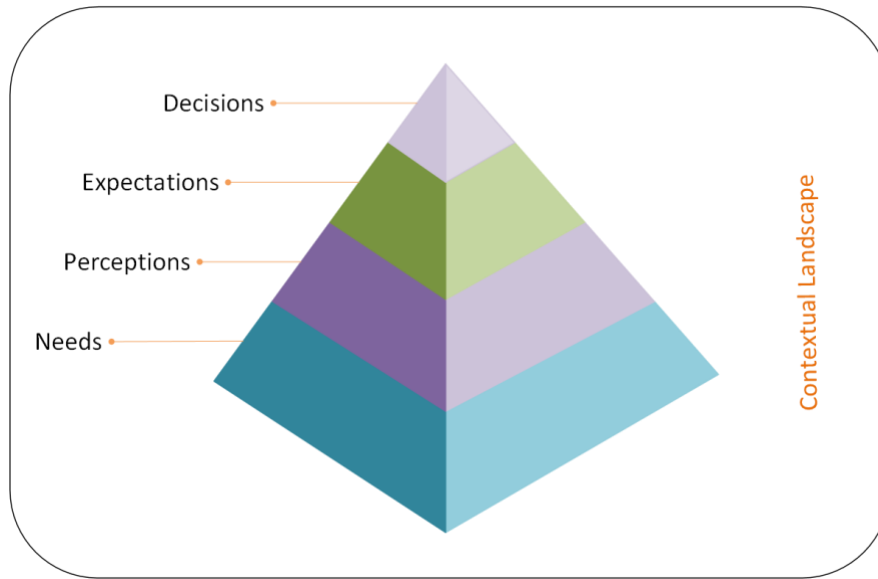 Decisions
Expectations
Perceptions
Needs
Contextual Landscape